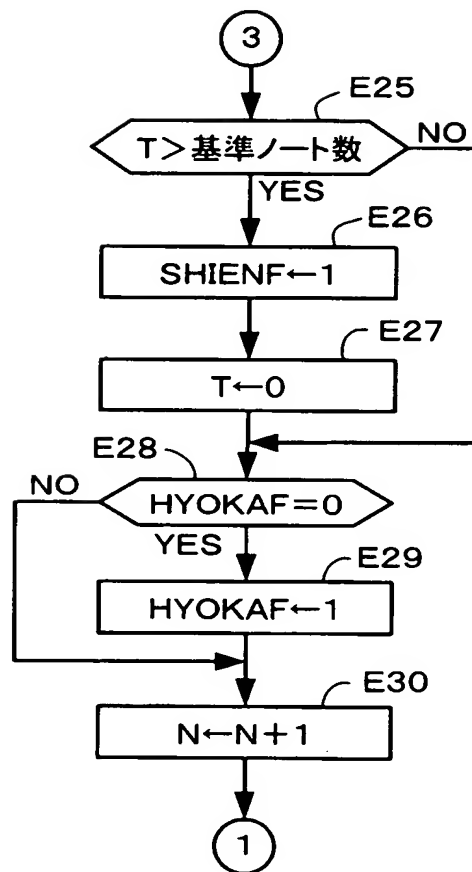 3
E25
T>基準ノート数
NO
YES
E26
SHIENF←1
E27
T←0
E28
NO
HYOKAF=0
YES
E29
HYOKAF←1
E30
N←N+1
1